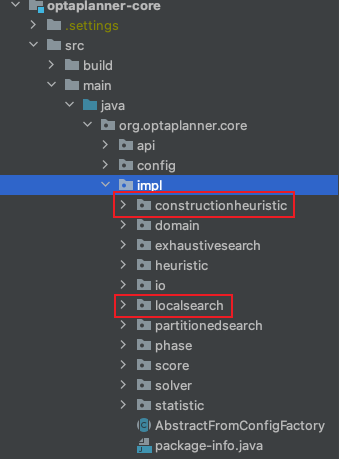 optaplanner-core
.settings
src
build
main
java
org.optaplanner.core
api
config
impl
constructionheuristic
domain
exhaustivesearch
heuristic
io
localsearch
partitionedsearch
phase
score
solver
statistic
AbstractFromConfigFactory
package-info.java